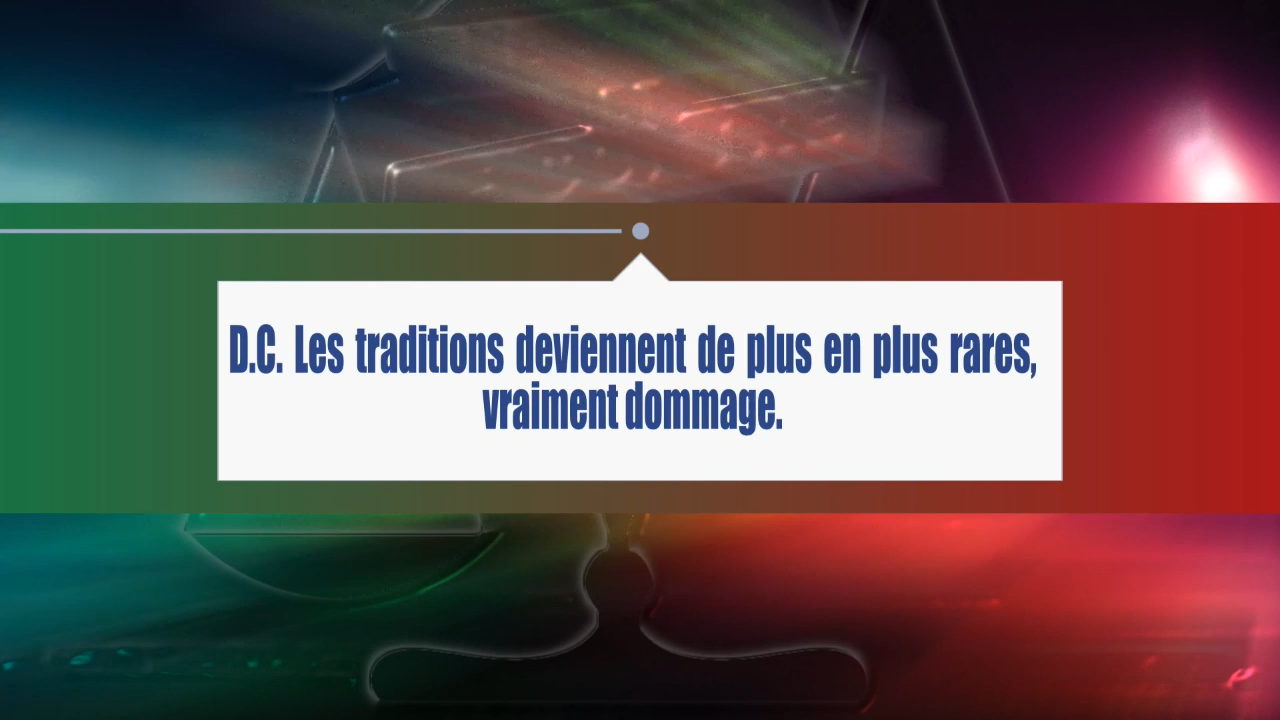 D.C. Les traditions deviennent de plus en plus rares,
vraiment dommage.